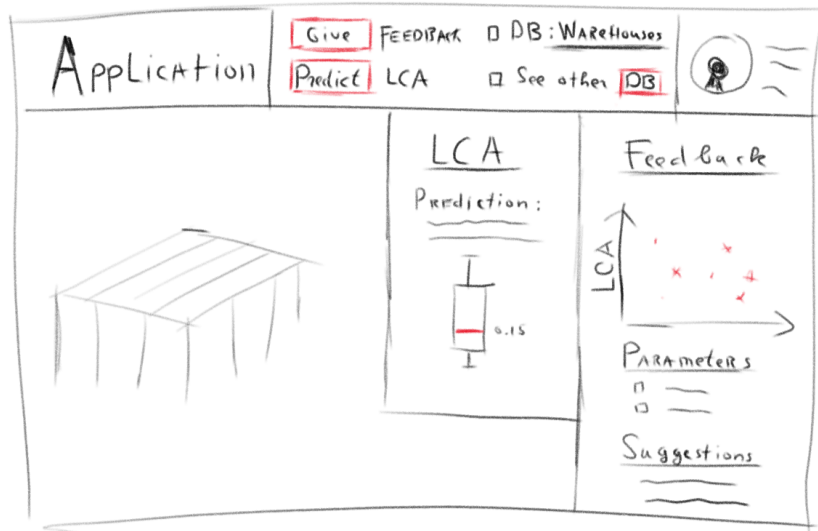 Application
Give FEEDBACK
Predict LCA
DB: WAREHouses
See other DB
LCA
PREDiction:
0.15
Feedback
LCA
PARAmeteRs
Suggestions